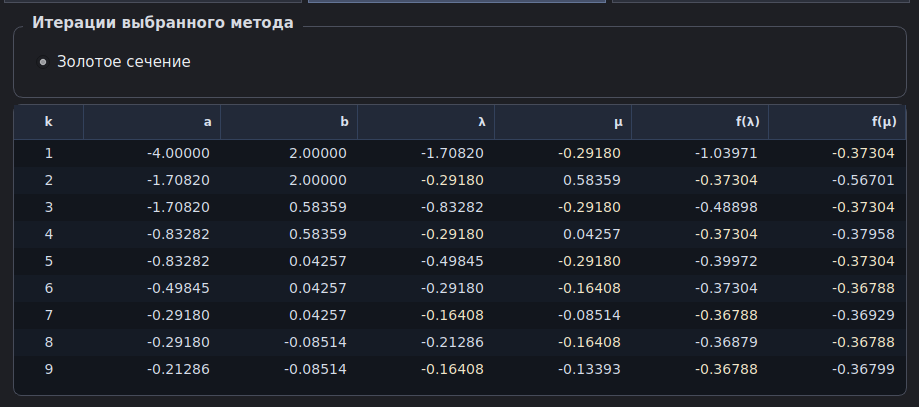 Итерации выбранного метода
Золотое сечение
k a b λ μ f(λ) f(μ)
1 -4.00000 2.00000 -1.70820 -0.29180 -1.03971 -0.37304
2 -1.70820 2.00000 -0.29180 0.58359 -0.37304 -0.56701
3 -1.70820 0.58359 -0.83282 -0.29180 -0.48898 -0.37304
4 -0.83282 0.58359 -0.29180 0.04257 -0.37304 -0.37958
5 -0.83282 0.04257 -0.49845 -0.29180 -0.39972 -0.37304
6 -0.49845 0.04257 -0.29180 -0.16408 -0.37304 -0.36788
7 -0.29180 0.04257 -0.16408 -0.08514 -0.36788 -0.36929
8 -0.29180 -0.08514 -0.21286 -0.16408 -0.36879 -0.36788
9 -0.21286 -0.08514 -0.16408 -0.13393 -0.36788 -0.36799